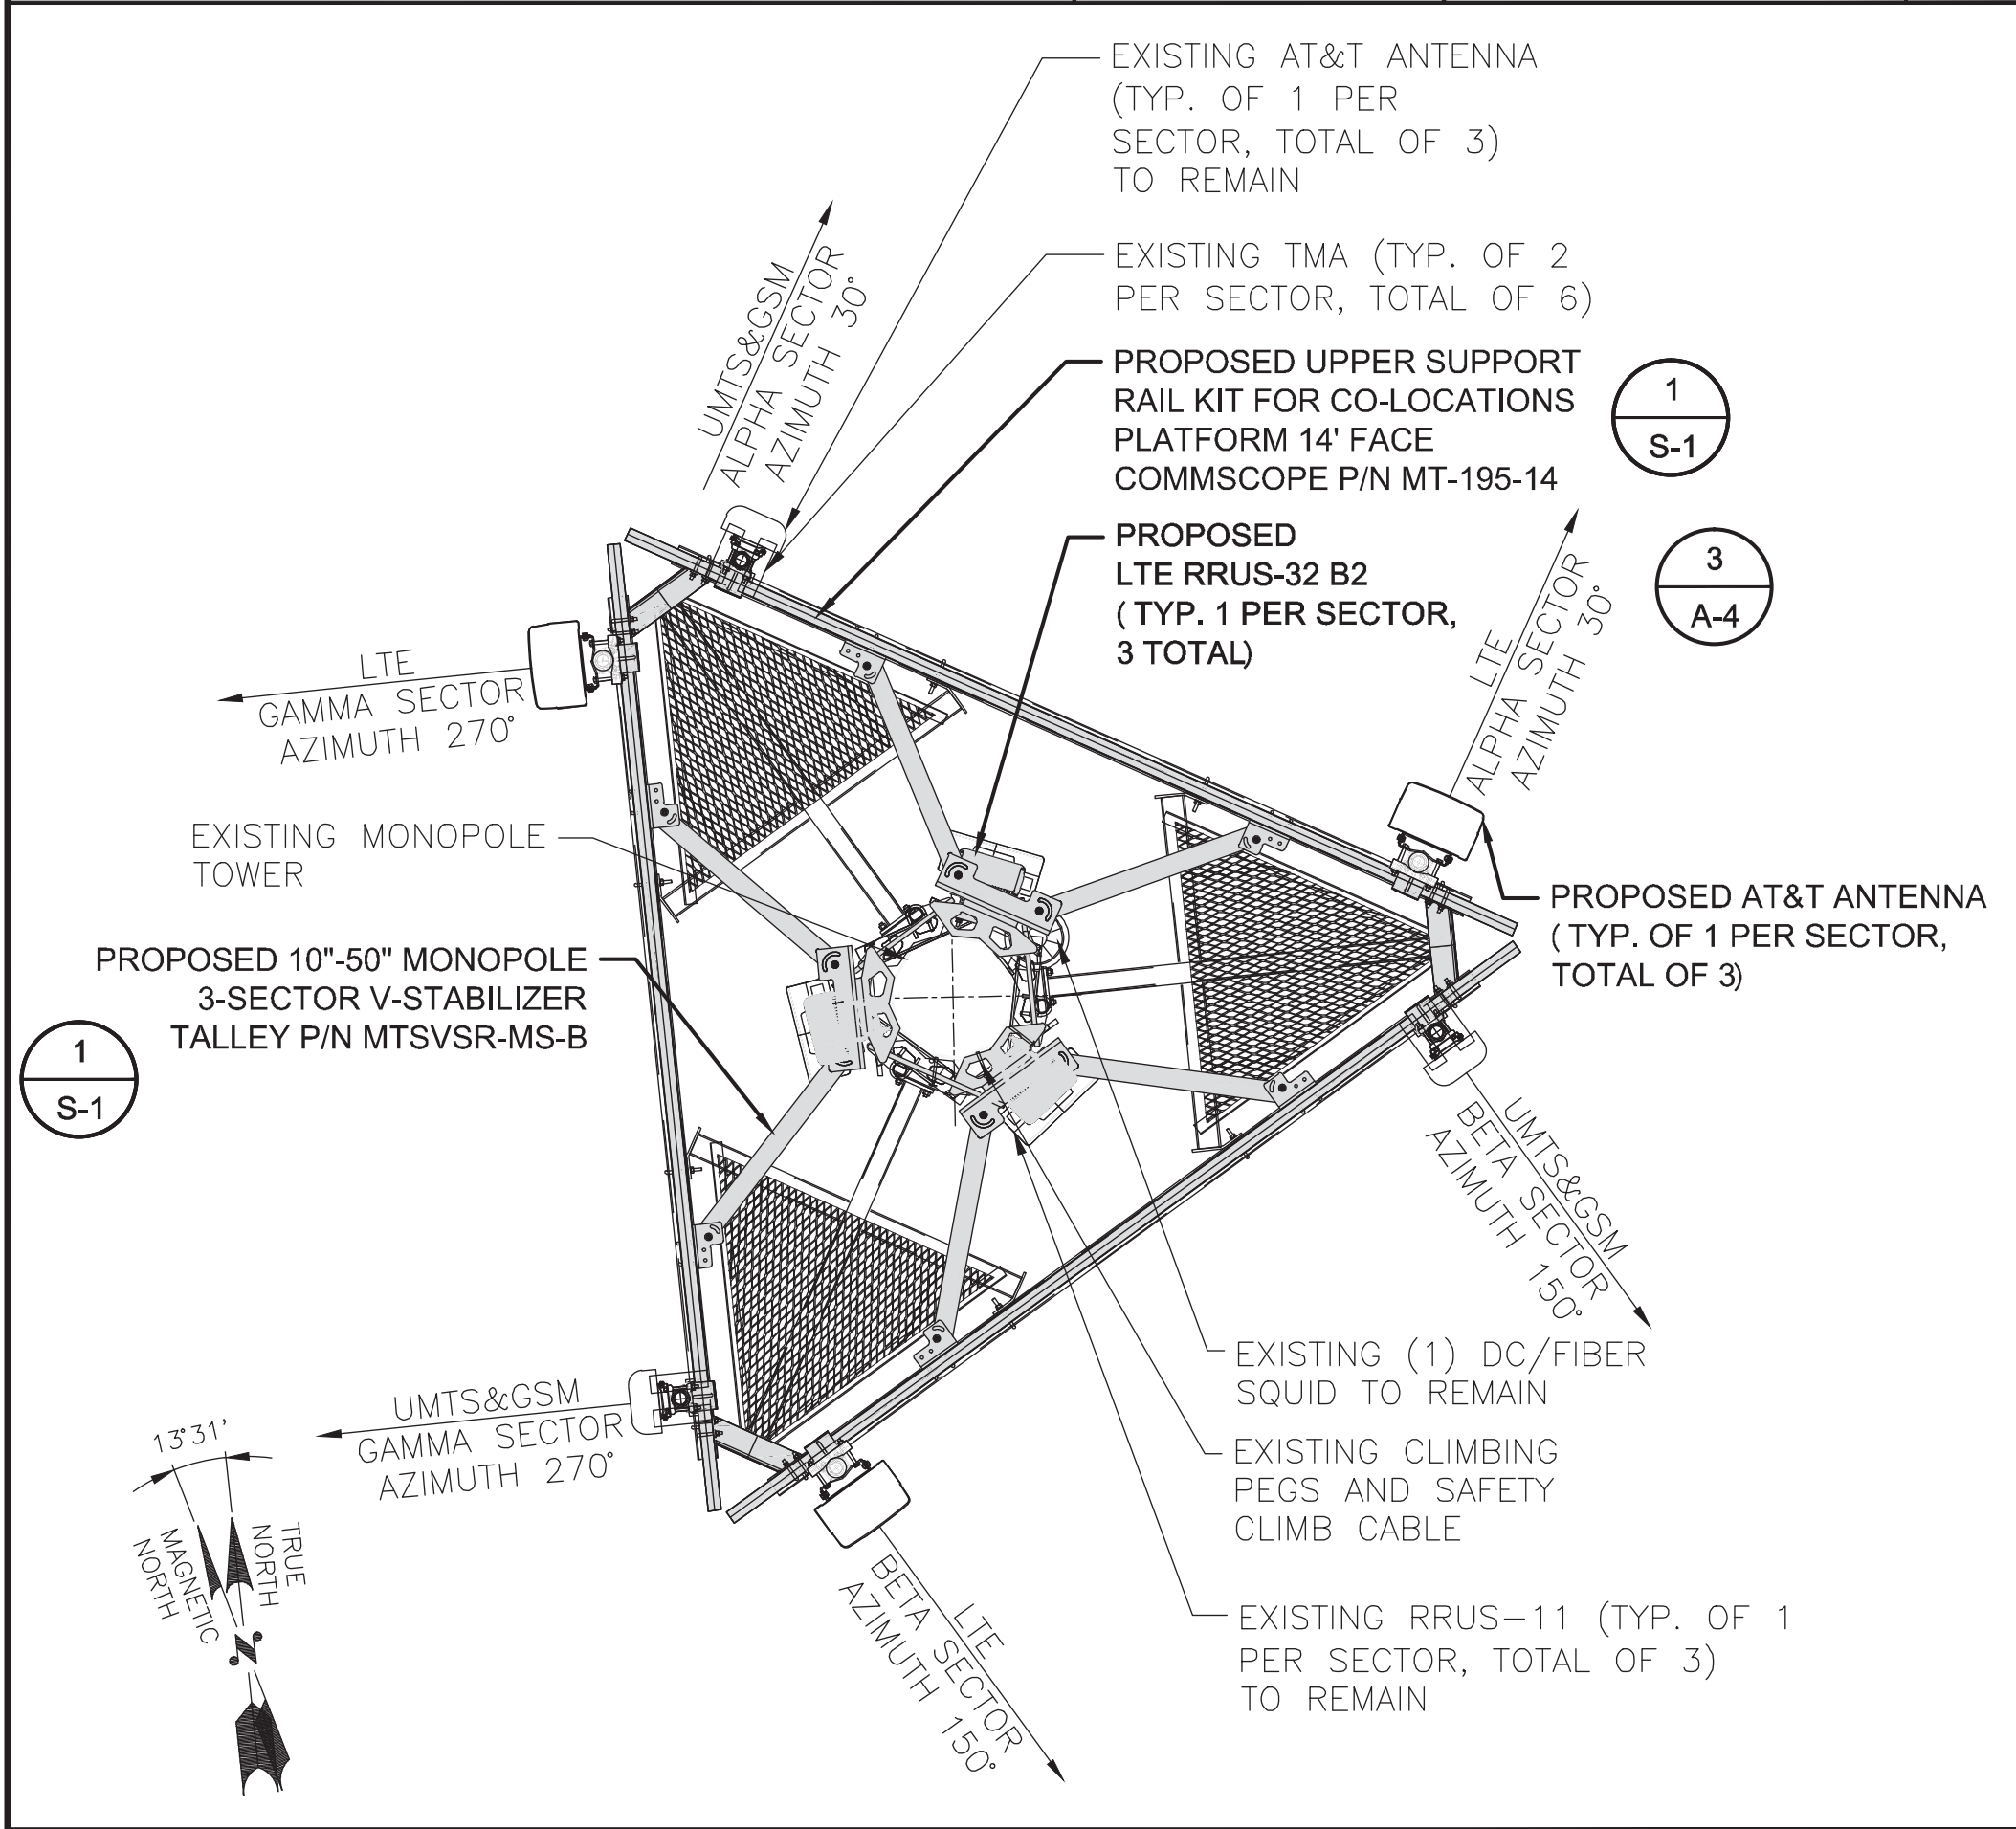 EXISTING AT&T ANTENNA
(TYP. OF 1 PER
SECTOR, TOTAL OF 3)
TO REMAIN
EXISTING TMA (TYP. OF 2
PER SECTOR, TOTAL OF 6)
PROPOSED UPPER SUPPORT
RAIL KIT FOR CO-LOCATIONS
PLATFORM 14' FACE
COMMSCOPE P/N MT-195-14
1
S-1
PROPOSED
LTE RRUS-32 B2
( TYP. 1 PER SECTOR,
3 TOTAL)
3
A-4
UMTS&GSM
ALPHA SECTOR
AZIMUTH 30°
LTE
ALPHA SECTOR
AZIMUTH 30°
LTE
GAMMA SECTOR
AZIMUTH 270°
EXISTING MONOPOLE
TOWER
PROPOSED AT&T ANTENNA
( TYP. OF 1 PER SECTOR,
TOTAL OF 3)
PROPOSED 10"-50" MONOPOLE
3-SECTOR V-STABILIZER
TALLEY P/N MTSVSR-MS-B
1
S-1
UMTS&GSM
BETA SECTOR
AZIMUTH 150°
EXISTING (1) DC/FIBER
SQUID TO REMAIN
UMTS&GSM
GAMMA SECTOR
AZIMUTH 270°
EXISTING CLIMBING
PEGS AND SAFETY
CLIMB CABLE
13°31'
TRUE
NORTH
MAGNETIC
NORTH
N
LTE
BETA SECTOR
AZIMUTH 150°
EXISTING RRUS-11 (TYP. OF 1
PER SECTOR, TOTAL OF 3)
TO REMAIN